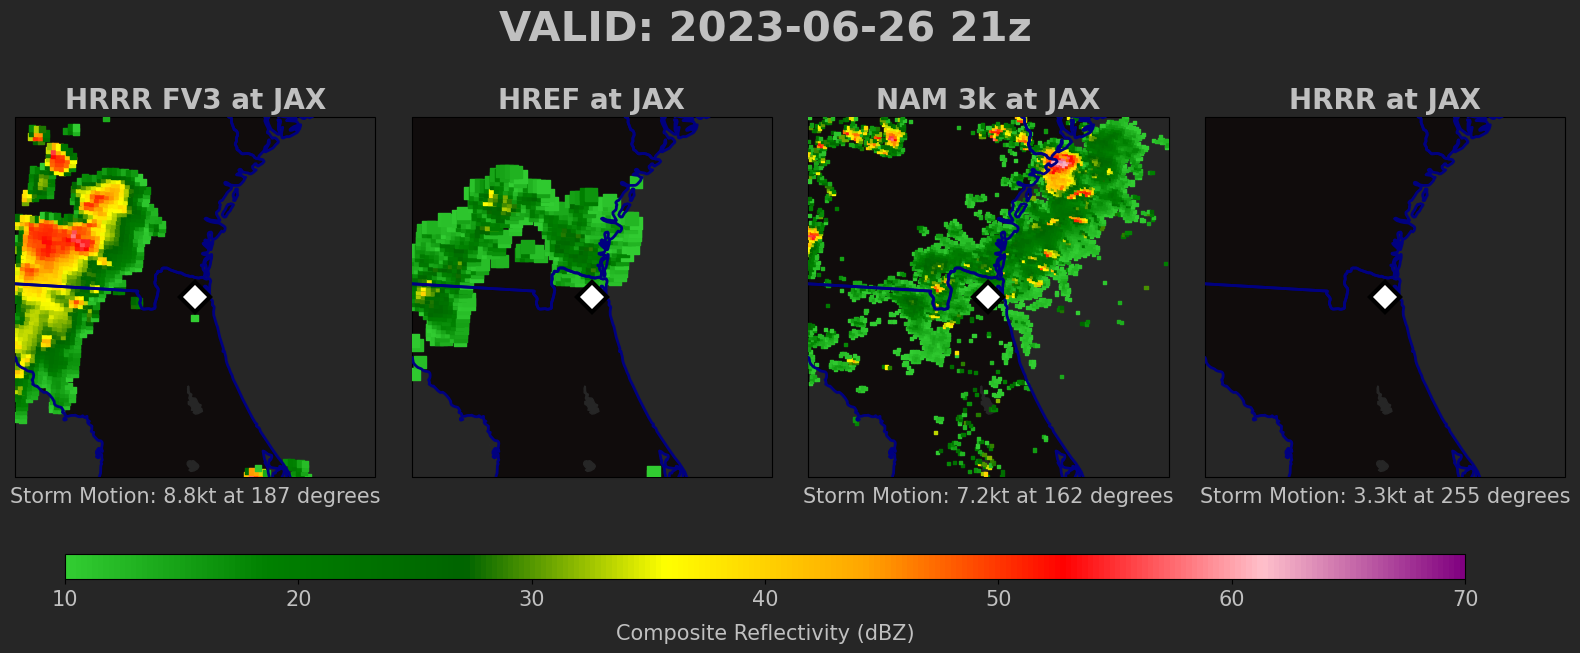 VALID: 2023-06-26 21z
HRRR FV3 at JAX
HREF at JAX
NAM 3k at JAX
HRRR at JAX
Storm Motion: 8.8kt at 187 degrees
Storm Motion: 7.2kt at 162 degrees
Storm Motion: 3.3kt at 255 degrees
10 20 30 40 50 60 70
Composite Reflectivity (dBZ)